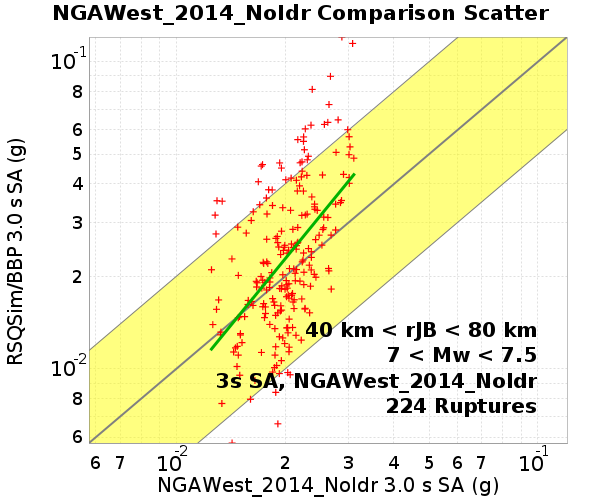 NGAWest_2014_NoIdr Comparison Scatter
RSQSim/BBP 3.0 s SA (g)
10⁻¹
8
6
5
4
3
2
10⁻²
8
6
40 km < rJB < 80 km
7 < Mw < 7.5
3s SA, NGAWest_2014_NoIdr
224 Ruptures
6 7 10⁻² 2 3 4 5 6 7 10⁻¹
NGAWest_2014_NoIdr 3.0 s SA (g)